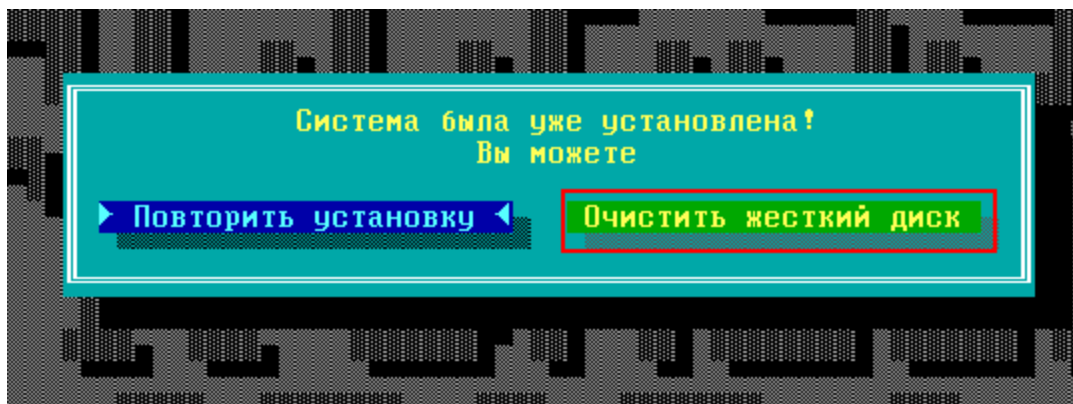 Система была уже установлена!
Вы можете
Повторить установку Очистить жесткий диск